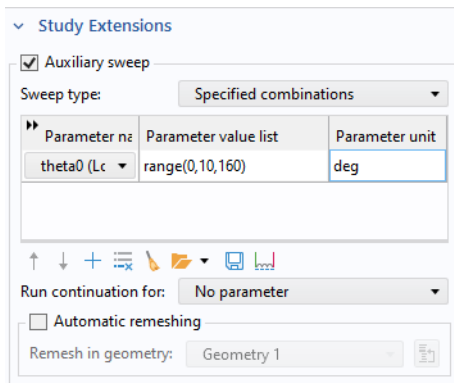 Study Extensions
Auxiliary sweep
Sweep type: Specified combinations
Parameter na Parameter value list Parameter unit
theta0 (Lc range(0,10,160) deg
Run continuation for: No parameter
Automatic remeshing
Remesh in geometry: Geometry 1